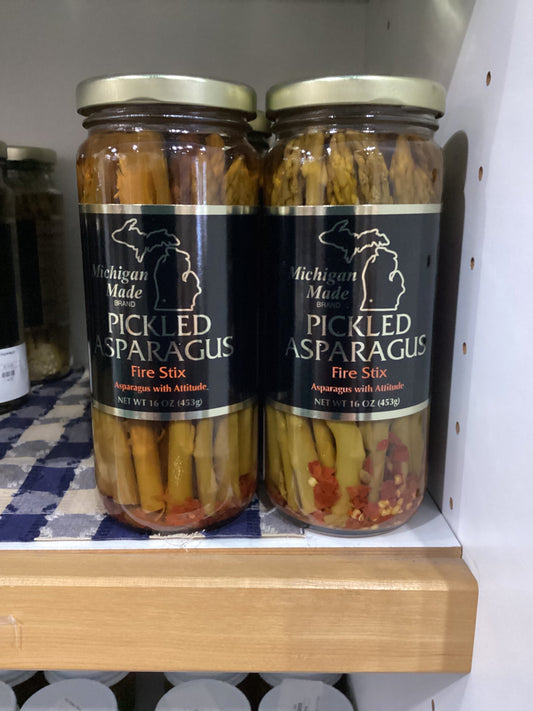 Michigan
Made
BRAND
PICKLED
ASPARAGUS
Fire Stix
Asparagus with Attitude
NET WT 16 OZ (453g)
Michigan
Made
BRAND
PICKLED
ASPARAGUS
Fire Stix
Asparagus with Attitude
NET WT 16 OZ (453g)